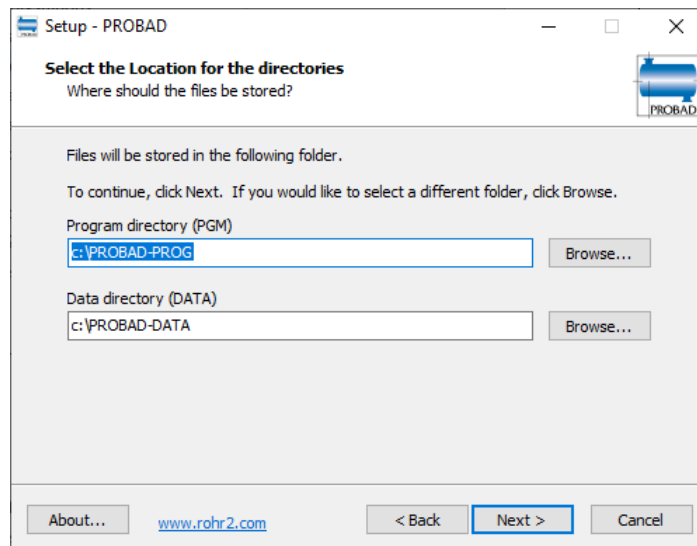 Setup - PROBAD
Select the Location for the directories
Where should the files be stored?
PROBAD
Files will be stored in the following folder.
To continue, click Next. If you would like to select a different folder, click Browse.
Program directory (PGM)
c:\PROBAD-PROG
Browse...
Data directory (DATA)
c:\PROBAD-DATA
Browse...
About...
www.rohr2.com
< Back
Next >
Cancel